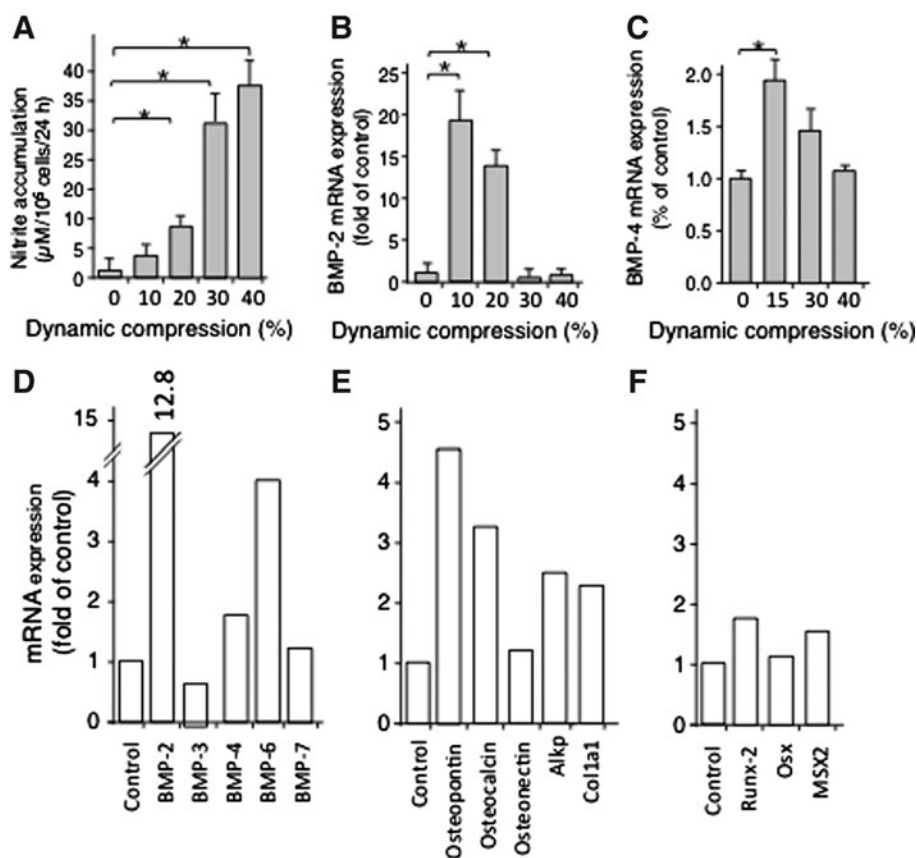 A
Nitrite accumulation
(µM/10⁶ cells/24 h)
40
35
30
25
20
15
10
5
0
*
*
*
0 10 20 30 40
Dynamic compression (%)
B
BMP-2 mRNA expression
(fold of control)
25
20
15
10
5
0
*
*
0 10 20 30 40
Dynamic compression (%)
C
BMP-4 mRNA expression
(% of control)
2.0
1.5
1.0
0.0
*
0 15 30 40
Dynamic compression (%)
D
mRNA expression
(fold of control)
15
4
3
2
1
0
12.8
Control
BMP-2
BMP-3
BMP-4
BMP-6
BMP-7
E
5
4
3
2
1
0
Control
Osteopontin
Osteocalcin
Osteonectin
Alkp
Col1a1
F
5
4
3
2
1
0
Control
Runx-2
Osx
MSX2